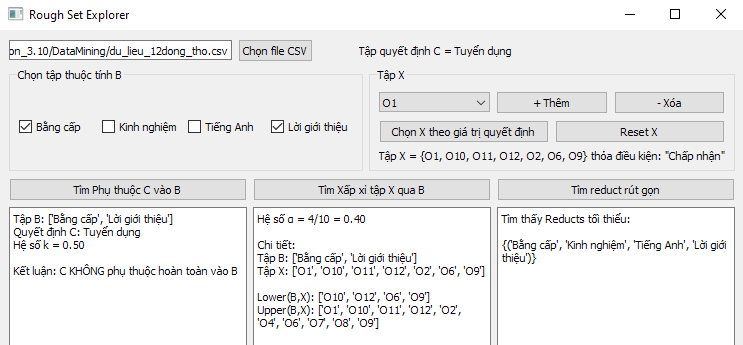 Rough Set Explorer
on_3.10/DataMining/du_lieu_12dong_tho.csv
Chọn file CSV
Tập quyết định C = Tuyển dụng
Chọn tập thuộc tính B
Bằng cấp
Kinh nghiệm
Tiếng Anh
Lời giới thiệu
Tập X
O1
+ Thêm
- Xóa
Chọn X theo giá trị quyết định
Reset X
Tập X = {O1, O10, O11, O12, O2, O6, O9} thỏa điều kiện: "Chấp nhận"
Tìm Phụ thuộc C vào B
Tìm Xấp xỉ tập X qua B
Tìm reduct rút gọn
Tập B: ['Bằng cấp', 'Lời giới thiệu']
Quyết định C: Tuyển dụng
Hệ số k = 0.50
Kết luận: C KHÔNG phụ thuộc hoàn toàn vào B
Hệ số α = 4/10 = 0.40
Chi tiết:
Tập B: ['Bằng cấp', 'Lời giới thiệu']
Tập X: ['O1', 'O10', 'O11', 'O12', 'O2', 'O6', 'O9']
Lower(B,X): ['O10', 'O12', 'O6', 'O9']
Upper(B,X): ['O1', 'O10', 'O11', 'O12', 'O2',
'O4', 'O6', 'O7', 'O8', 'O9']
Tìm thấy Reducts tối thiểu:
{('Bằng cấp', 'Kinh nghiệm', 'Tiếng Anh', 'Lời giới
thiệu')}